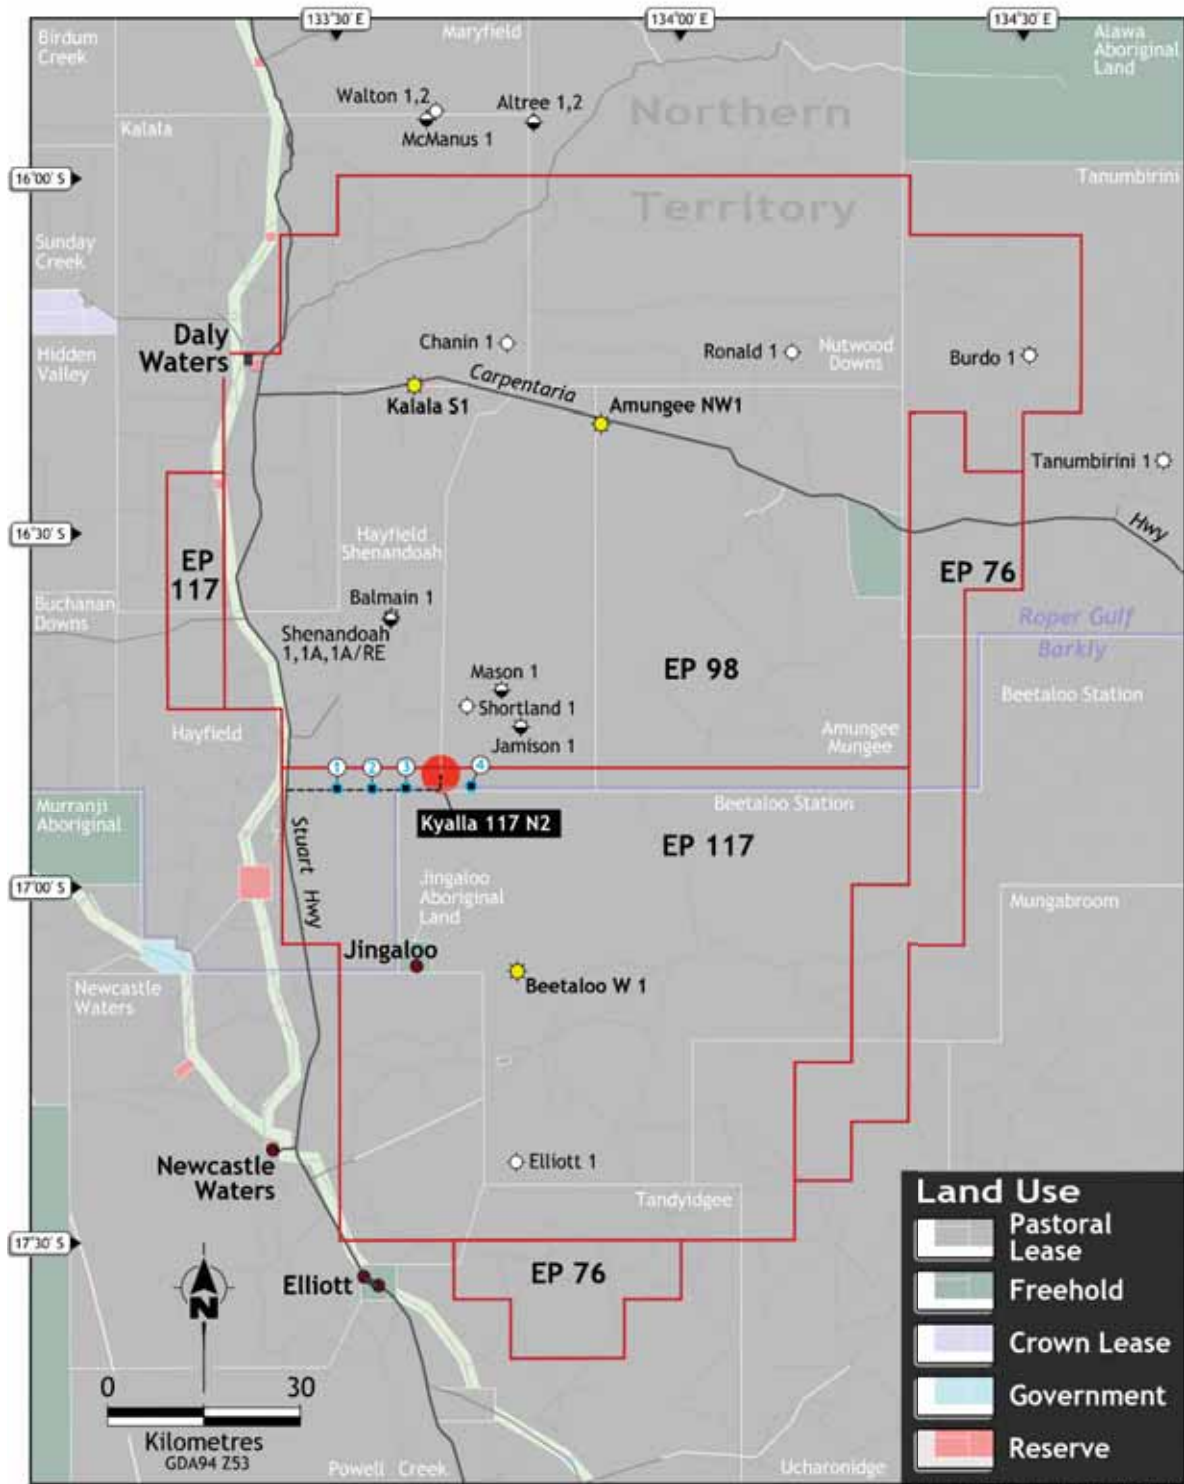 133°30' E
134°00' E
134°30' E
Birdum
Creek
Maryfield
Alawa
Aboriginal
Land
Walton 1,2
Altree 1,2
McManus 1
Northern
Kalala
16°00' S
Tanumbirini
Territory
Sunday
Creek
Daly
Waters
Hidden
Valley
Chanin 1
Ronald 1
Nutwood
Downs
Burdo 1
Carpentaria
Kalala S1
Amungee NW1
Tanumbirini 1
16°30' S
Hwy
Hayfield
Shenandoah
EP
117
EP 76
Buchanan
Downs
Balmain 1
Shenandoah
1,1A,1A/RE
Roper Gulf
Barkly
Mason 1
EP 98
Shortland 1
Beetaloo Station
Hayfield
Jamison 1
Amungee
Mungee
1
2
3
4
Murranji
Aboriginal
Beetaloo Station
Kyalla 117 N2
Stuart Hwy
EP 117
17°00' S
Jingaloo
Aboriginal
Land
Mungabroom
Jingaloo
Newcastle
Waters
Beetaloo W 1
Newcastle
Waters
Elliott 1
Tandyidgee
17°30' S
Elliott
EP 76
N
0
30
Kilometres
GDA94 Z53
Powell Creek
Ucharonidge
Land Use
Pastoral
Lease
Freehold
Crown Lease
Government
Reserve